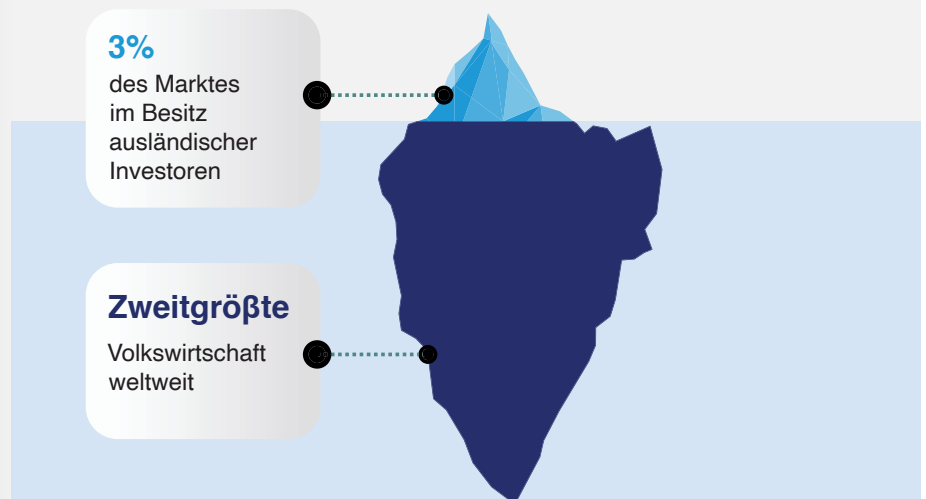 3%
des Marktes
im Besitz
ausländischer
Investoren
Zweitgrößte
Volkswirtschaft
weltweit